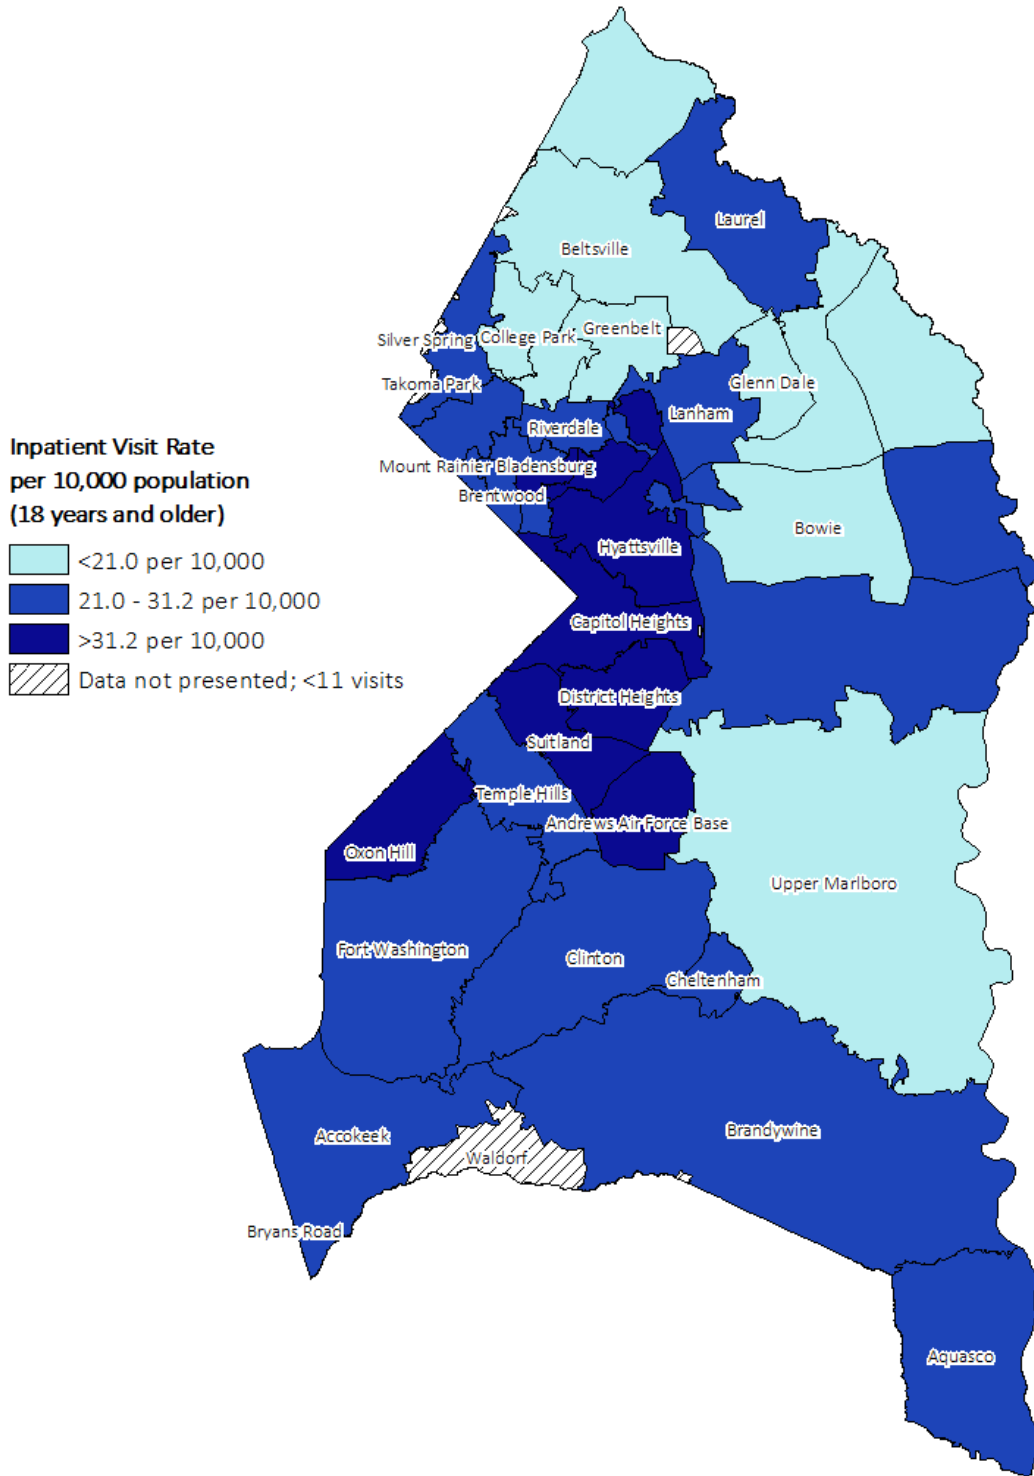 Laurel
Beltsville
Greenbelt
College Park
Silver Spring
Glenn Dale
Takoma Park
Lanham
Riverdale
Inpatient Visit Rate
per 10,000 population
(18 years and older)
<21.0 per 10,000
21.0 - 31.2 per 10,000
>31.2 per 10,000
Data not presented; <11 visits
Mount Rainier Bladensburg
Brentwood
Bowie
Hyattsville
Capitol Heights
District Heights
Suitland
Temple Hills
Andrews Air Force Base
Oxon Hill
Upper Marlboro
Fort Washington
Clinton
Cheltenham
Brandywine
Accokeek
Waldorf
Bryans Road
Aquasco